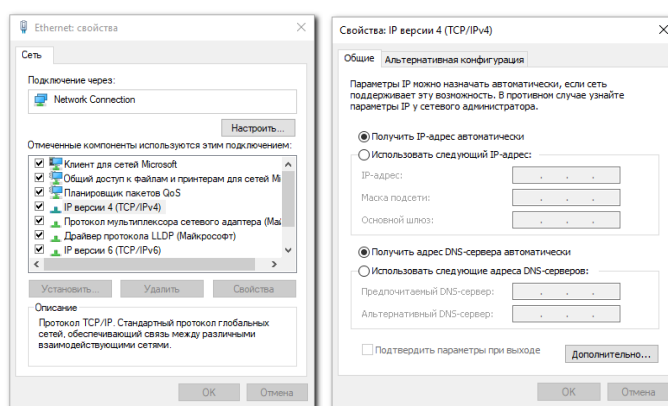 Ethernet: свойства
Сеть
Подключение через:
Network Connection
Настроить...
Отмеченные компоненты используются этим подключением:
Клиент для сетей Microsoft
Общий доступ к файлам и принтерам для сетей Mi
Планировщик пакетов QoS
IP версии 4 (TCP/IPv4)
Протокол мультиплексора сетевого адаптера (Май
Драйвер протокола LLDP (Майкрософт)
IP версии 6 (TCP/IPv6)
Установить...
Удалить
Свойства
Описание
Протокол TCP/IP. Стандартный протокол глобальных
сетей, обеспечивающий связь между различными
взаимодействующими сетями.
OK
Отмена
Свойства: IP версии 4 (TCP/IPv4)
Общие
Альтернативная конфигурация
Параметры IP можно назначать автоматически, если сеть
поддерживает эту возможность. В противном случае узнайте
параметры IP у сетевого администратора.
Получить IP-адрес автоматически
Использовать следующий IP-адрес:
IP-адрес:
Маска подсети:
Основной шлюз:
Получить адрес DNS-сервера автоматически
Использовать следующие адреса DNS-серверов:
Предпочитаемый DNS-сервер:
Альтернативный DNS-сервер:
Подтвердить параметры при выходе
Дополнительно...
OK
Отмена